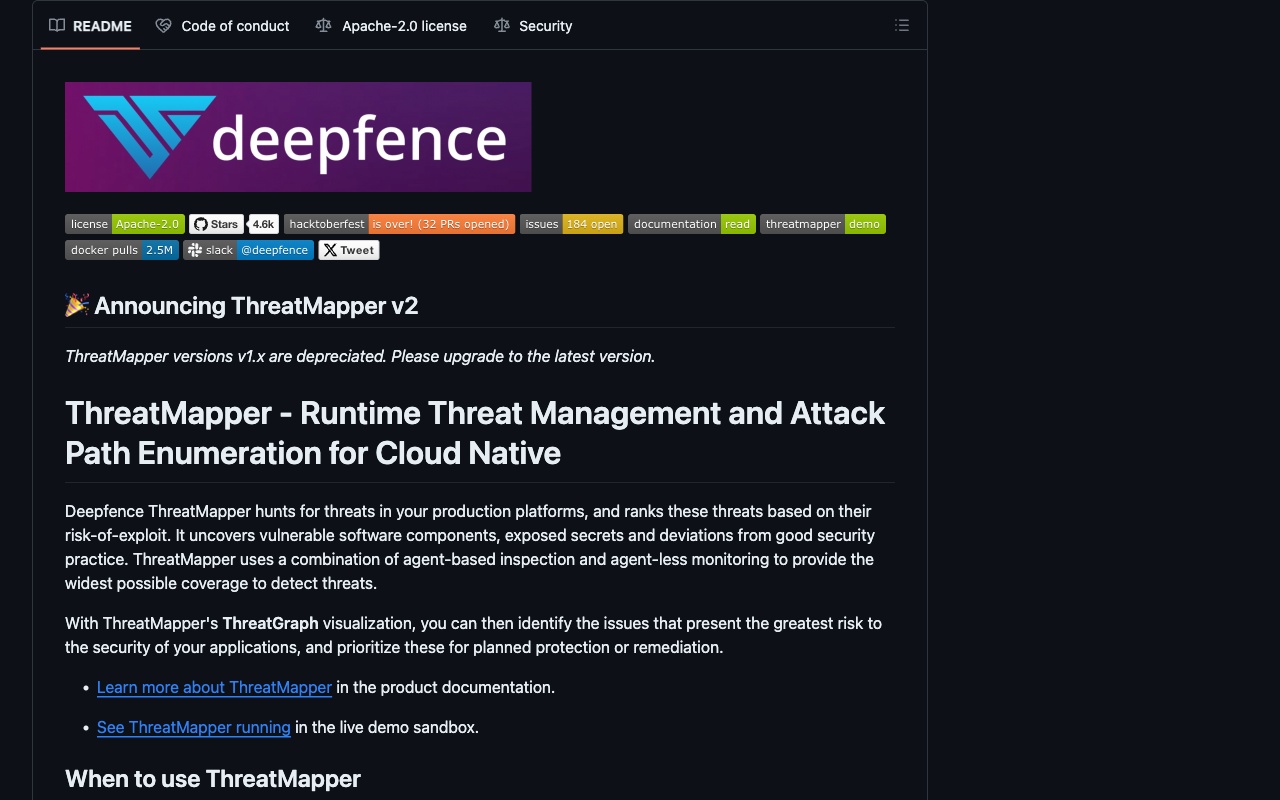 README Code of conduct Apache-2.0 license Security
deepfence
license Apache-2.0 Stars 4.6k hacktoberfest is over! (32 PRs opened) issues 184 open documentation read threatmapper demo
docker pulls 2.5M slack @deepfence Tweet
🎉 Announcing ThreatMapper v2
ThreatMapper versions v1.x are depreciated. Please upgrade to the latest version.
ThreatMapper - Runtime Threat Management and Attack
Path Enumeration for Cloud Native
Deepfence ThreatMapper hunts for threats in your production platforms, and ranks these threats based on their
risk-of-exploit. It uncovers vulnerable software components, exposed secrets and deviations from good security
practice. ThreatMapper uses a combination of agent-based inspection and agent-less monitoring to provide the
widest possible coverage to detect threats.
With ThreatMapper's ThreatGraph visualization, you can then identify the issues that present the greatest risk to
the security of your applications, and prioritize these for planned protection or remediation.
• Learn more about ThreatMapper in the product documentation.
• See ThreatMapper running in the live demo sandbox.
When to use ThreatMapper